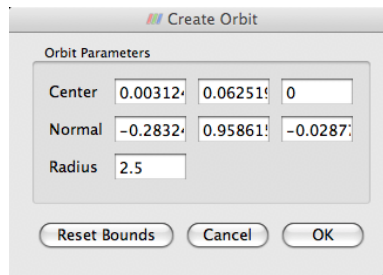 Create Orbit
Orbit Parameters
Center 0.00312 0.06251 0
Normal -0.2832 0.95861 -0.0287
Radius 2.5
Reset Bounds Cancel OK